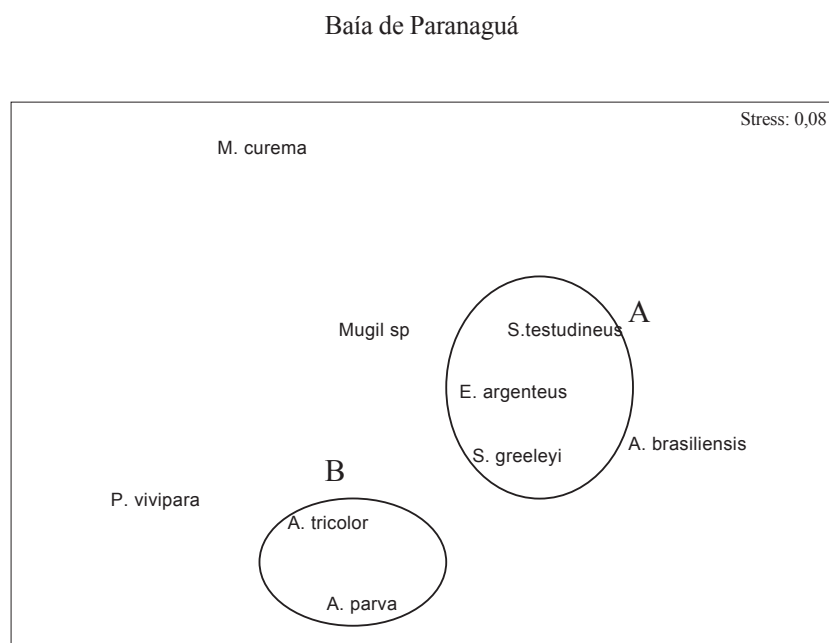 Baía de Paranaguá
Stress: 0,08
M. curema
A
Mugil sp
S.testudineus
E. argenteus
A. brasiliensis
S. greeleyi
B
P. vivipara
A. tricolor
A. parva